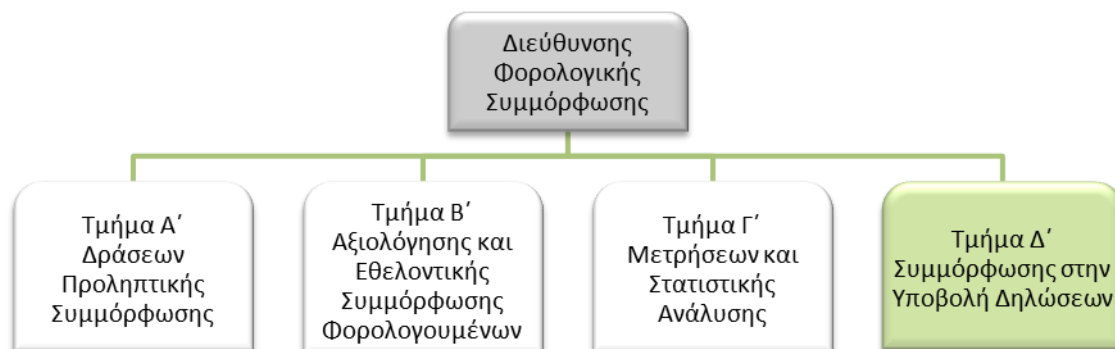 Διεύθυνσης
Φορολογικής
Συμμόρφωσης
Τμήμα Α΄
Δράσεων
Προληπτικής
Συμμόρφωσης
Τμήμα Β΄
Αξιολόγησης και
Εθελοντικής
Συμμόρφωσης
Φορολογουμένων
Τμήμα Γ΄
Μετρήσεων και
Στατιστικής
Ανάλυσης
Τμήμα Δ΄
Συμμόρφωσης στην
Υποβολή Δηλώσεων